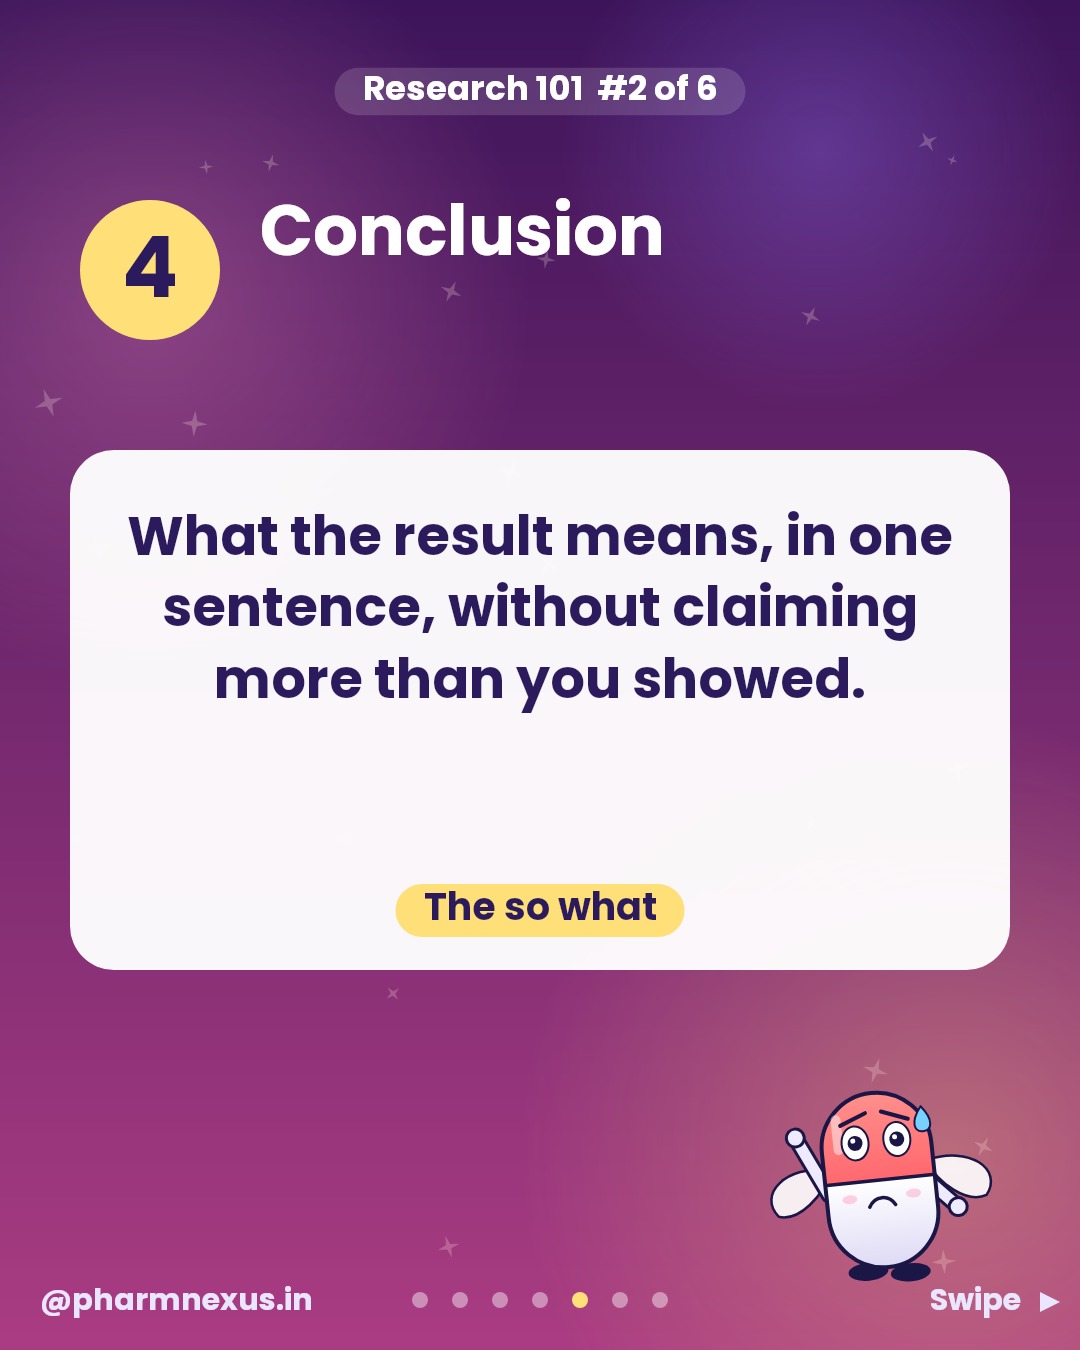 Research 101 #2 of 6
4
Conclusion
What the result means, in one
sentence, without claiming
more than you showed.
The so what
@pharmnexus.in
Swipe ▶